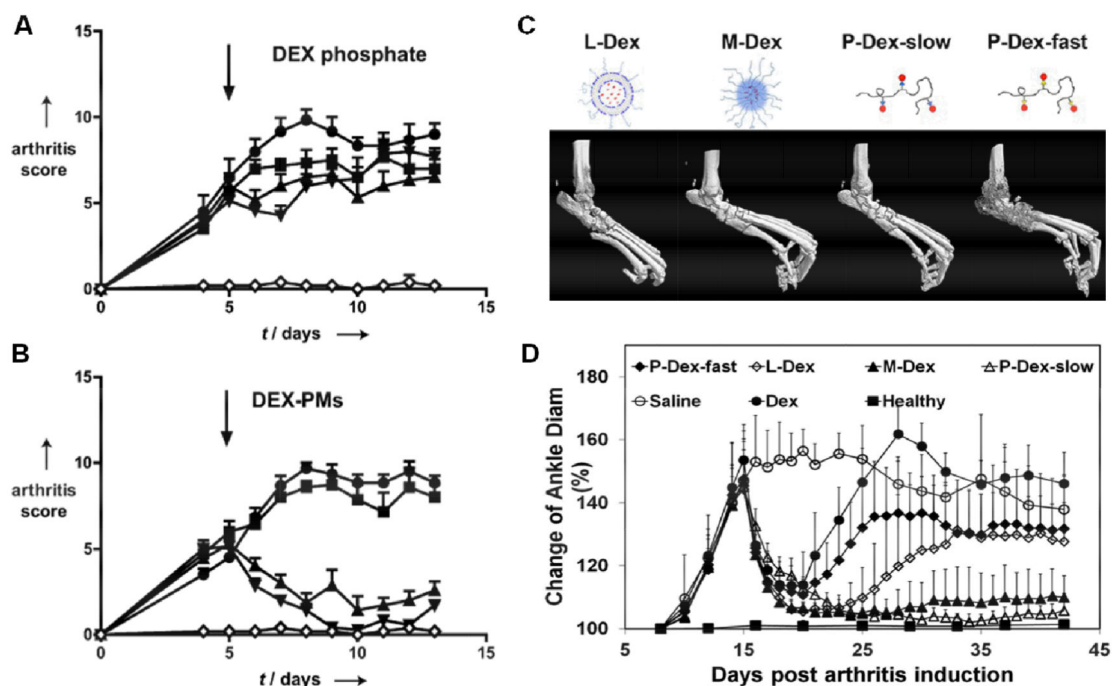 A
15
10
5
0
DEX phosphate
arthritis
score
0
5
10
15
t / days
B
15
10
5
0
DEX-PMs
arthritis
score
0
5
10
15
t / days
C
L-Dex
M-Dex
P-Dex-slow
P-Dex-fast
D
180
160
140
120
100
Change of Ankle Diam
(%)
P-Dex-fast
L-Dex
M-Dex
P-Dex-slow
Saline
Dex
Healthy
5
15
25
35
45
Days post arthritis induction